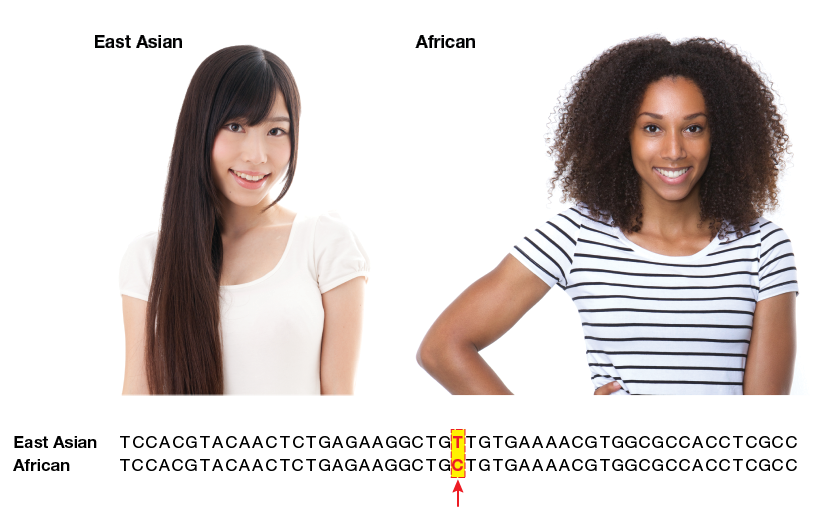 East Asian
African
East Asian TCCACGTACAACTCTGAGAAGGCTGTTGTGAAAACGTGGCGCCACCTCGCC
African TCCACGTACAACTCTGAGAAGGCTGCTGTGAAAACGTGGCGCCACCTCGCC